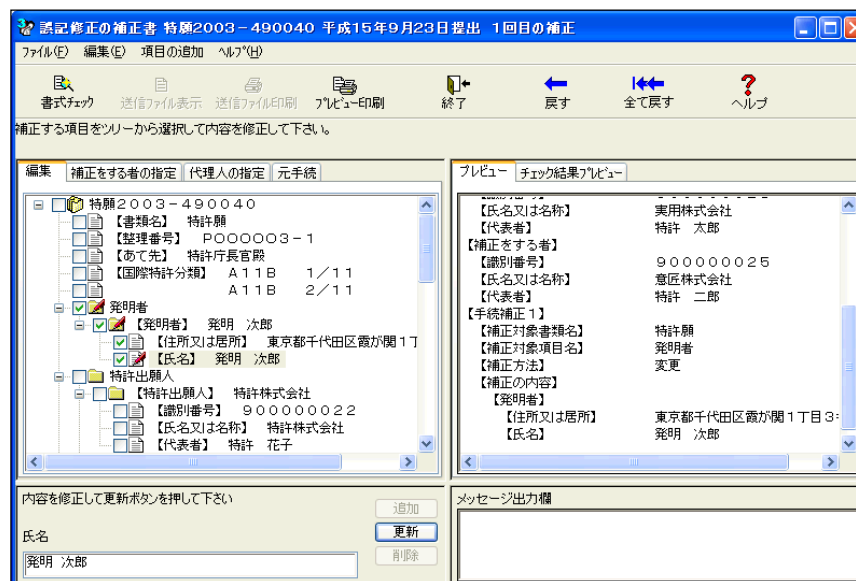 誤記修正の補正書 特願2003-490040 平成15年9月23日提出 1回目の補正
ファイル(F) 編集(E) 項目の追加 ヘルプ(H)
書式チェック 送信ファイル表示 送信ファイル印刷 プレビュー印刷 終了 戻す 全て戻す ヘルプ
補正する項目をツリーから選択して内容を修正して下さい。
編集 補正をする者の指定 代理人の指定 元手続
特願2003-490040
【書類名】 特許願
【整理番号】 P000003-1
【あて先】 特許庁長官殿
【国際特許分類】 A11B 1/11
A11B 2/11
発明者
【発明者】 発明 次郎
【住所又は居所】 東京都千代田区霞が関1丁
【氏名】 発明 次郎
特許出願人
【特許出願人】 特許株式会社
【識別番号】 900000022
【氏名又は名称】 特許株式会社
【代表者】 特許 花子
プレビュー チェック結果プレビュー
【氏名又は名称】 実用株式会社
【代表者】 特許 太郎
【補正をする者】
【識別番号】 900000025
【氏名又は名称】 意匠株式会社
【代表者】 特許 二郎
【手続補正1】
【補正対象書類名】 特許願
【補正対象項目名】 発明者
【補正方法】 変更
【補正の内容】
【発明者】
【住所又は居所】 東京都千代田区霞が関1丁目3
【氏名】 発明 次郎
内容を修正して更新ボタンを押して下さい
追加
氏名
更新
発明 次郎
削除
メッセージ出力欄